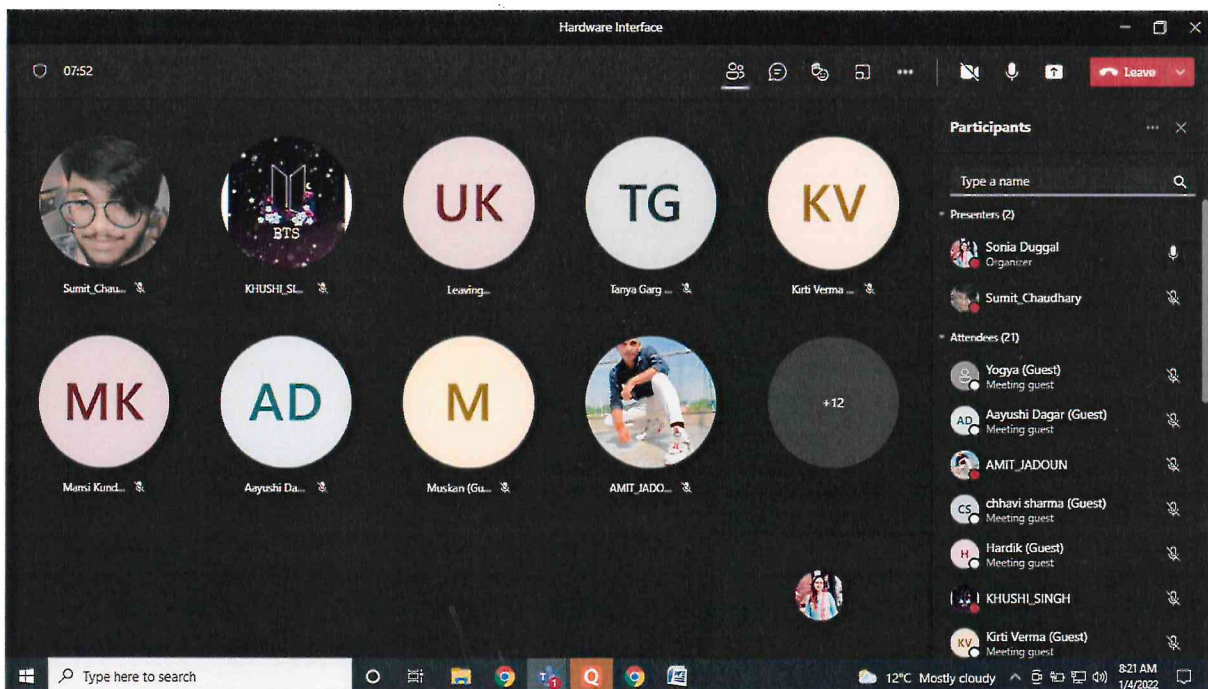 Hardware Interface
07:52
Leave
BTS
UK
TG
KV
Sumit_Chau...
KHUSHI_SI...
Leaving...
Tanya Garg ...
Kirti Verma ...
MK
AD
M
+12
Mansi Kund...
Aayushi Da...
Muskan (Gu...
AMIT_JADO...
Participants
Type a name
Presenters (2)
Sonia Duggal
Organizer
Sumit_Chaudhary
Attendees (21)
Yogya (Guest)
Meeting guest
AD
Aayushi Dagar (Guest)
Meeting guest
AMIT_JADOUN
CS
chhavi sharma (Guest)
Meeting guest
H
Hardik (Guest)
Meeting guest
KHUSHI_SINGH
KV
Kirti Verma (Guest)
Meeting guest
Type here to search
1
Q
12°C Mostly cloudy
8:21 AM
1/4/2022